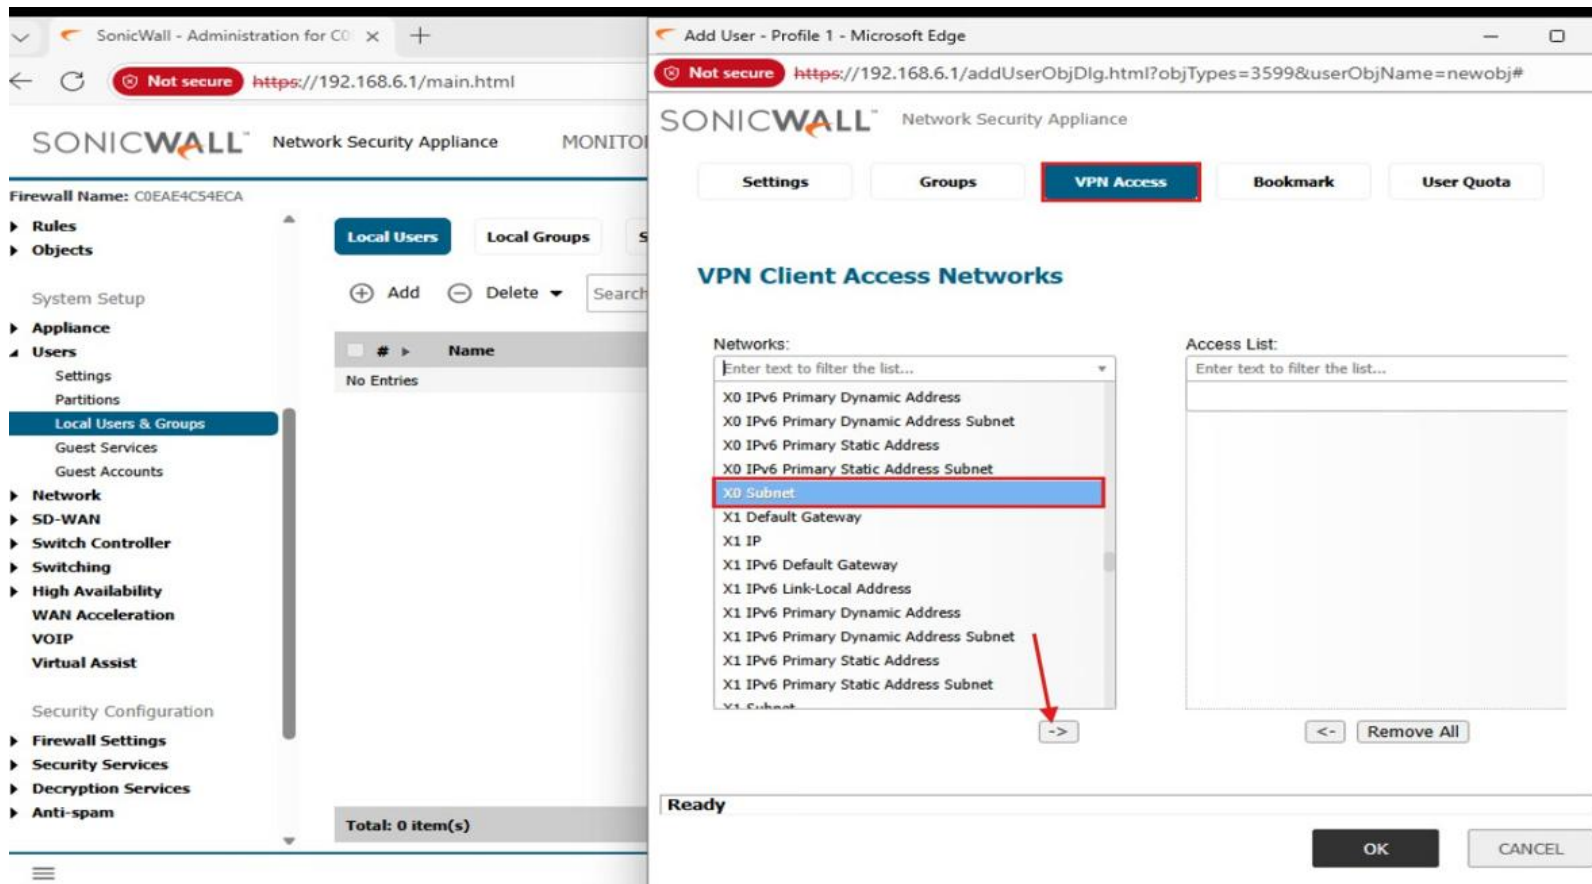 SonicWall - Administration for C0
Not secure https://192.168.6.1/main.html
SONICWALL™ Network Security Appliance MONITO
Firewall Name: C0EAE4C54ECA
Rules
Objects
System Setup
Appliance
Users
Settings
Partitions
Local Users & Groups
Guest Services
Guest Accounts
Network
SD-WAN
Switch Controller
Switching
High Availability
WAN Acceleration
VOIP
Virtual Assist
Security Configuration
Firewall Settings
Security Services
Decryption Services
Anti-spam
Local Users Local Groups S
Add Delete Search
# Name
No Entries
Total: 0 item(s)
Add User - Profile 1 - Microsoft Edge
Not secure https://192.168.6.1/addUserObjDlg.html?objTypes=3599&userObjName=newobj#
SONICWALL™ Network Security Appliance
Settings Groups VPN Access Bookmark User Quota
VPN Client Access Networks
Networks:
Enter text to filter the list...
X0 IPv6 Primary Dynamic Address
X0 IPv6 Primary Dynamic Address Subnet
X0 IPv6 Primary Static Address
X0 IPv6 Primary Static Address Subnet
X0 Subnet
X1 Default Gateway
X1 IP
X1 IPv6 Default Gateway
X1 IPv6 Link-Local Address
X1 IPv6 Primary Dynamic Address
X1 IPv6 Primary Dynamic Address Subnet
X1 IPv6 Primary Static Address
X1 IPv6 Primary Static Address Subnet
X1 Subnet
->
Access List:
Enter text to filter the list...
<- Remove All
Ready
OK CANCEL